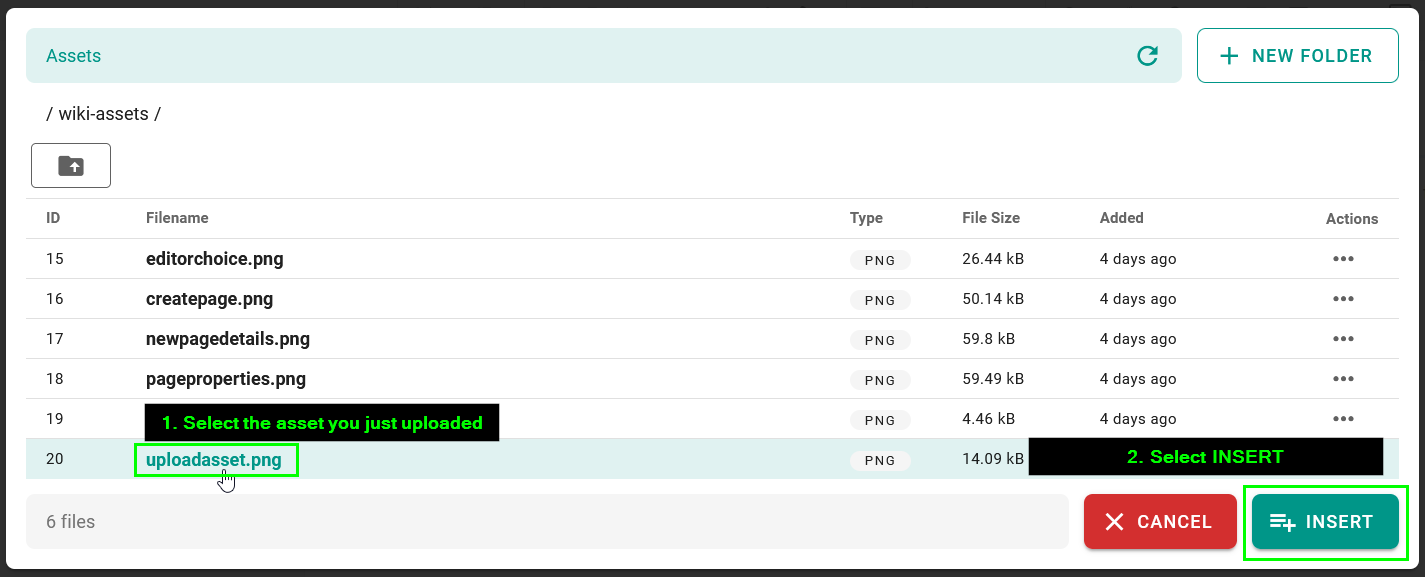 Assets
NEW FOLDER
/ wiki-assets /
ID Filename Type File Size Added Actions
15 editorchoice.png PNG 26.44 kB 4 days ago
16 createpage.png PNG 50.14 kB 4 days ago
17 newpagedetails.png PNG 59.8 kB 4 days ago
18 pageproperties.png PNG 59.49 kB 4 days ago
19 PNG 4.46 kB 4 days ago
1. Select the asset you just uploaded
20 uploadasset.png PNG 14.09 kB
2. Select INSERT
6 files
CANCEL
INSERT